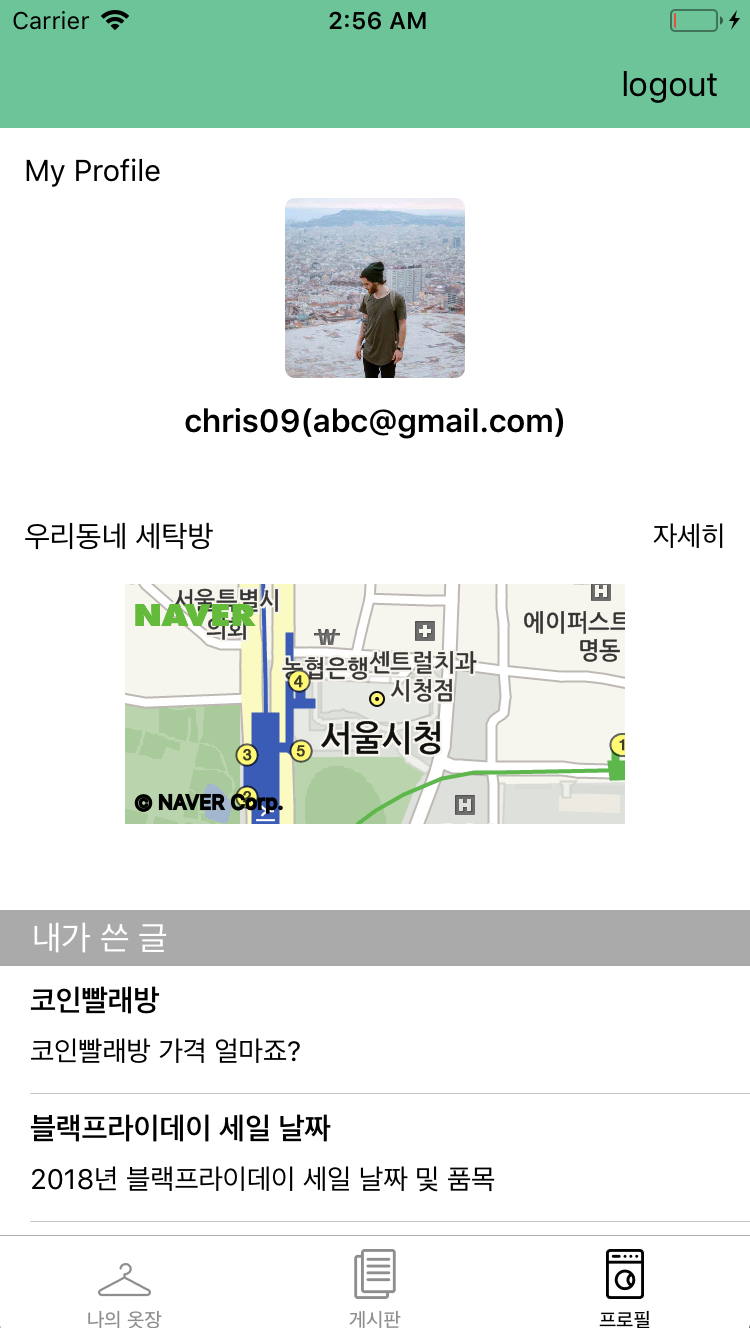 Carrier
2:56 AM
logout
My Profile
chris09(abc@gmail.com)
우리동네 세탁방
자세히
서울특별시
의회
NAVER
에이퍼스트
명동
농협은행
센트럴치과
시청점
4
서울시청
3
5
1
2
© NAVER Corp.
내가 쓴 글
코인빨래방
코인빨래방 가격 얼마죠?
블랙프라이데이 세일 날짜
2018년 블랙프라이데이 세일 날짜 및 품목
나의 옷장
게시판
프로필